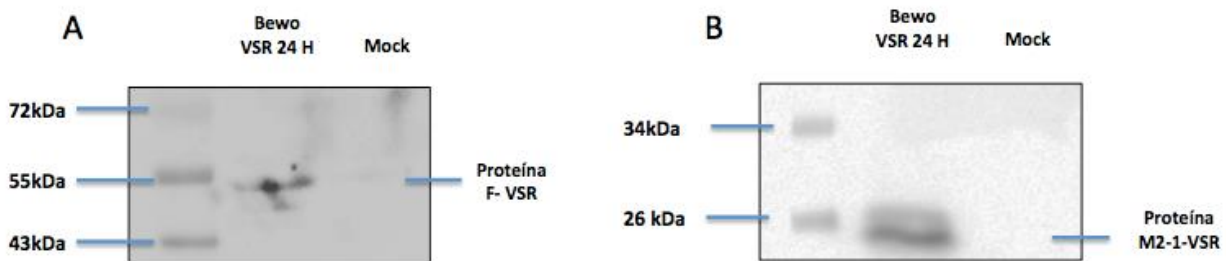 A
Bewo
VSR 24 H
Mock
72kDa
55kDa
43kDa
Proteína
F- VSR
B
Bewo
VSR 24 H
Mock
34kDa
26 kDa
Proteína
M2-1-VSR